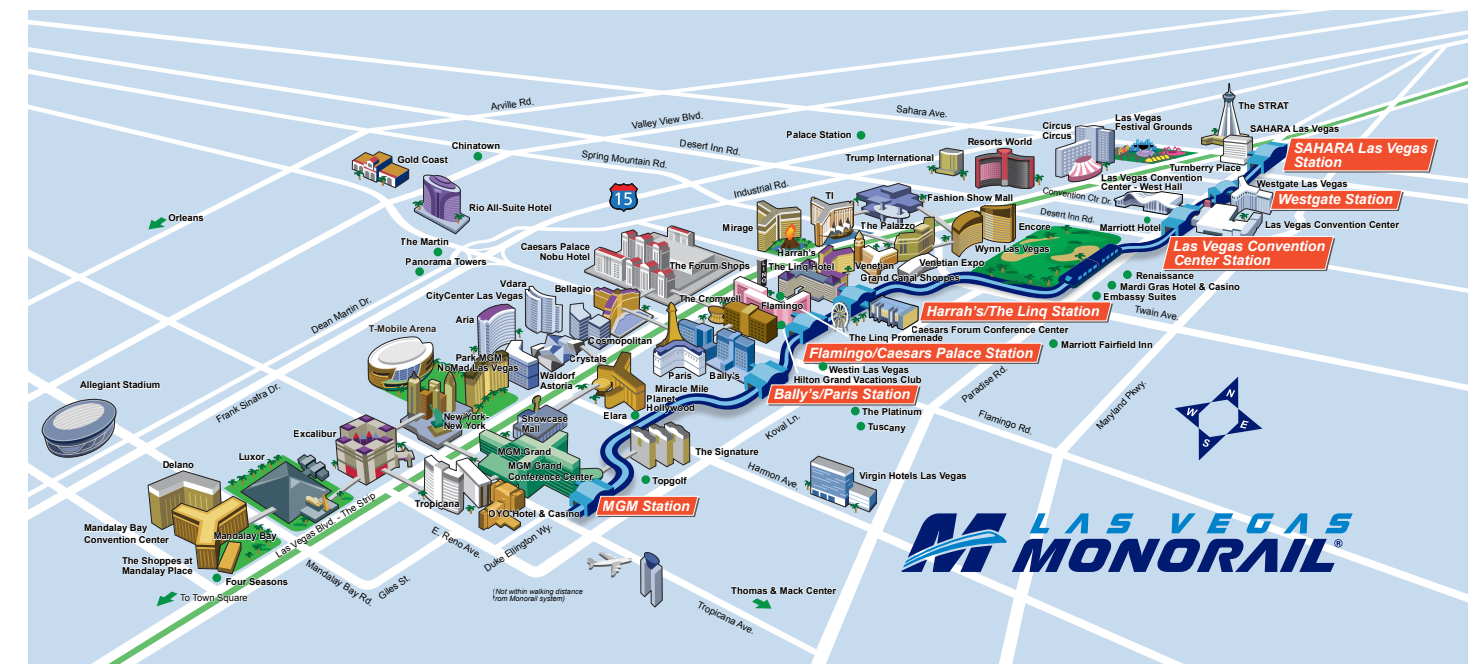 Arville Rd.
Valley View Blvd.
Sahara Ave.
The STRAT
Palace Station
Desert Inn Rd.
Spring Mountain Rd.
Industrial Rd.
Circus
Circus
Las Vegas
Festival Grounds
SAHARA Las Vegas
SAHARA Las Vegas
Station
Resorts World
Trump International
Turnberry Place
Las Vegas Convention
Center - West Hall
Westgate Las Vegas
Westgate Station
Convention Ctr Dr.
Desert Inn Rd.
Marriott Hotel
Las Vegas Convention Center
Las Vegas Convention
Center Station
Chinatown
Gold Coast
Rio All-Suite Hotel
15
Orleans
The Martin
Panorama Towers
TI
Fashion Show Mall
Mirage
The Palazzo
Encore
Wynn Las Vegas
Caesars Palace
Nobu Hotel
The Forum Shops
Harrah's
The Linq Hotel
Venetian
Venetian Expo
Grand Canal Shoppes
Renaissance
Mardi Gras Hotel & Casino
Embassy Suites
Twain Ave.
Harrah's/The Linq Station
Vdara
CityCenter Las Vegas
Bellagio
The Cromwell
Flamingo
Caesars Forum Conference Center
The Linq Promenade
Marriott Fairfield Inn
Flamingo/Caesars Palace Station
Dean Martin Dr.
T-Mobile Arena
Aria
Cosmopolitan
Crystals
Park MGM
NoMad Las Vegas
Waldorf
Astoria
Paris
Bally's
Westin Las Vegas
Hilton Grand Vacations Club
Bally's/Paris Station
Miracle Mile
Planet
Hollywood
Elara
Paradise Rd.
Maryland Pkwy.
Flamingo Rd.
The Platinum
Tuscany
Koval Ln.
N
W
E
S
Allegiant Stadium
Frank Sinatra Dr.
New York-
New York
Showcase
Mall
Excalibur
MGM Grand
MGM Grand
Conference Center
The Signature
Topgolf
Harmon Ave.
Virgin Hotels Las Vegas
Delano
Luxor
Tropicana
OYO Hotel & Casino
MGM Station
Las Vegas Blvd. - The Strip
Mandalay Bay
Convention Center
Mandalay Bay
The Shoppes at
Mandalay Place
Four Seasons
To Town Square
Mandalay Bay Rd.
Giles St.
E. Reno Ave.
Duke Ellington Wy.
(Not within walking distance
from Monorail system)
Tropicana Ave.
Thomas & Mack Center
LAS VEGAS
MONORAIL®